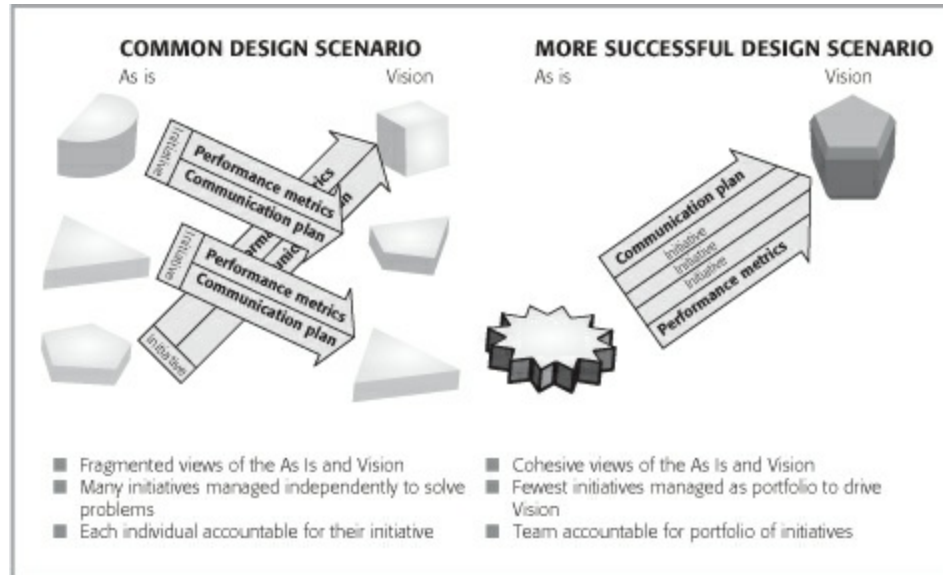 COMMON DESIGN SCENARIO
As is
Vision
Initiative
Performance metrics
Communication plan
Initiative
Performance metrics
Communication plan
Initiative
Fragmented views of the As Is and Vision
Many initiatives managed independently to solve
problems
Each individual accountable for their initiative
MORE SUCCESSFUL DESIGN SCENARIO
As is
Vision
Communication plan
Initiative
Initiative
Initiative
Performance metrics
Cohesive views of the As Is and Vision
Fewest initiatives managed as portfolio to drive
Vision
Team accountable for portfolio of initiatives